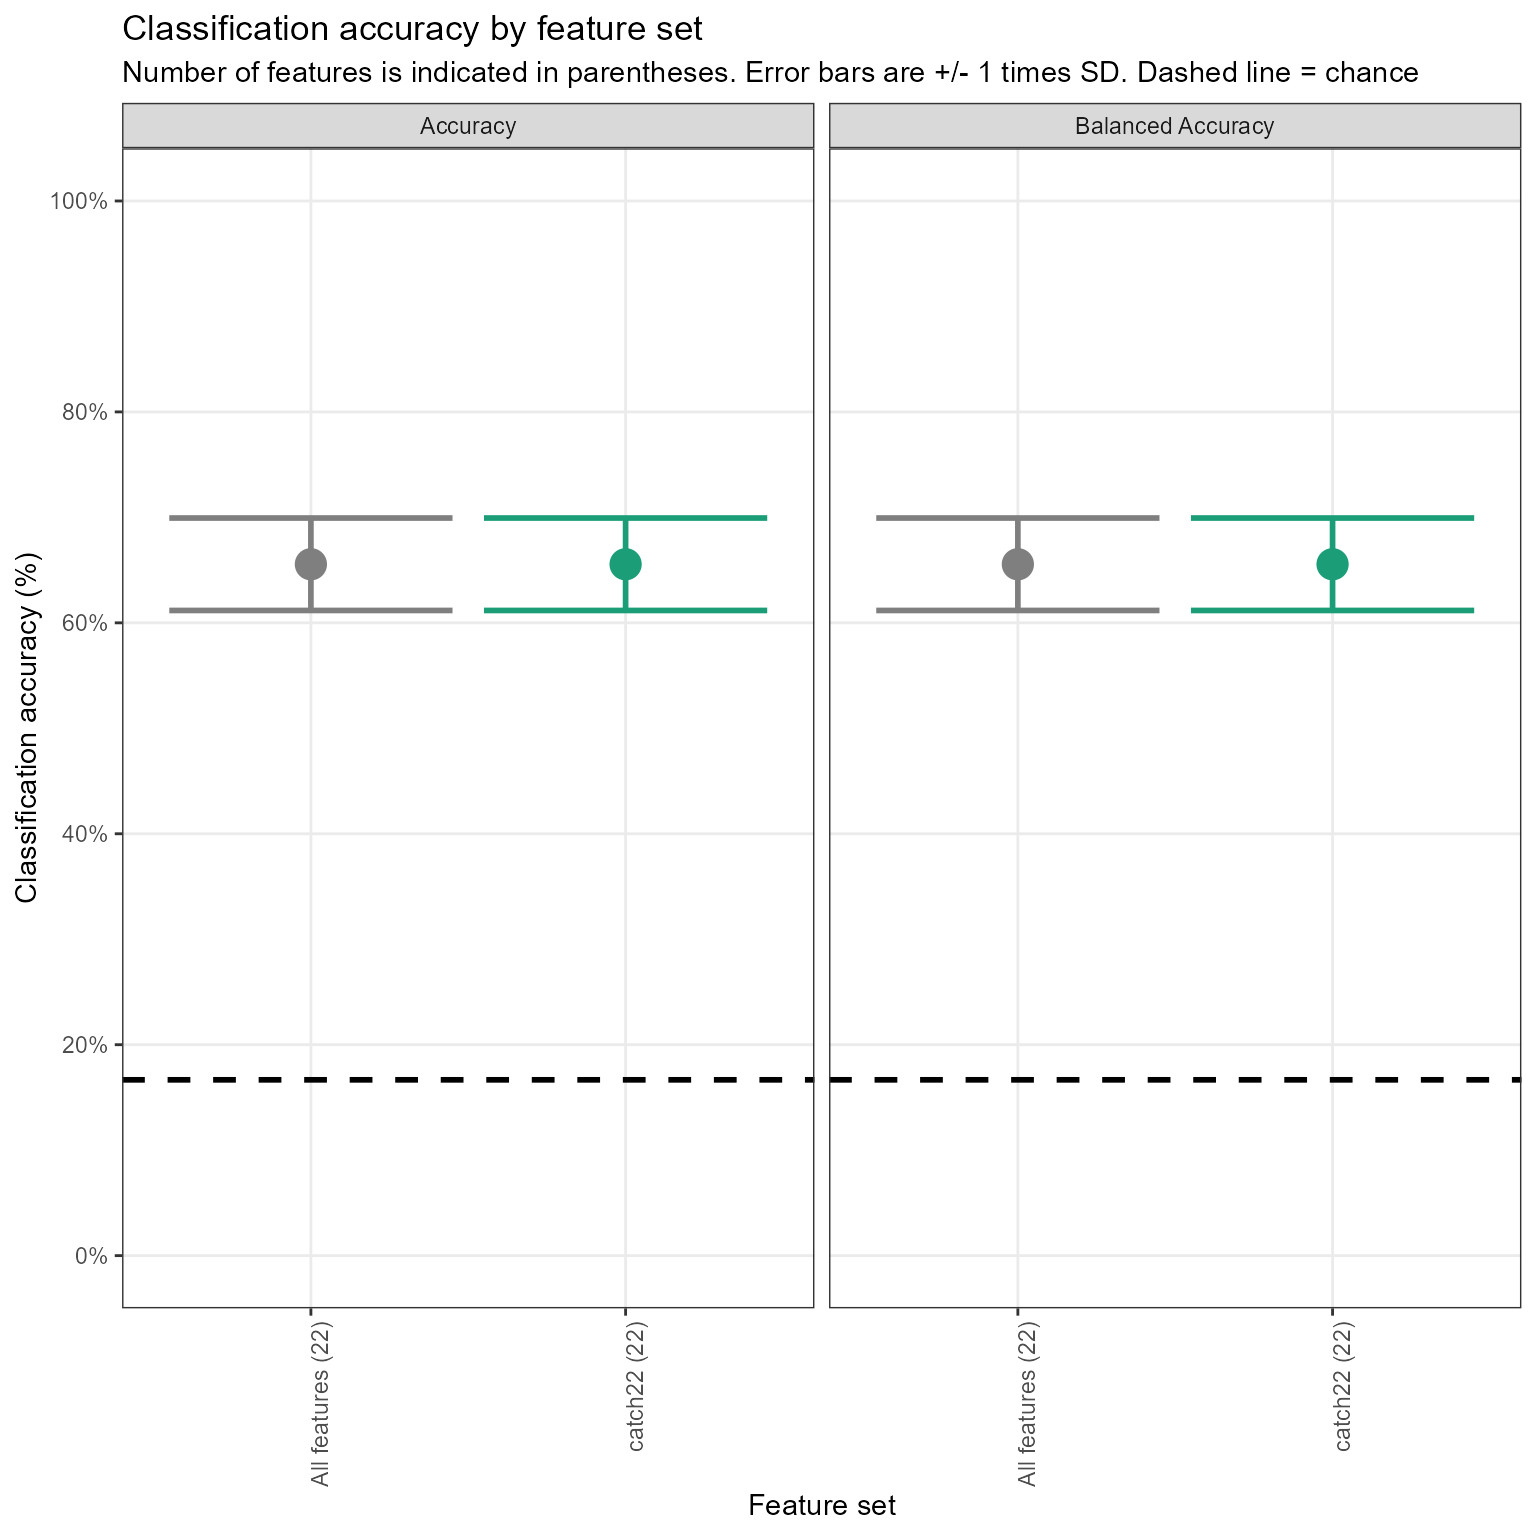 Classification accuracy by feature set
Number of features is indicated in parentheses. Error bars are +/- 1 times SD. Dashed line = chance
Accuracy
Balanced Accuracy
Classification accuracy (%)
100%
80%
60%
40%
20%
0%
All features (22)
catch22 (22)
All features (22)
catch22 (22)
Feature set